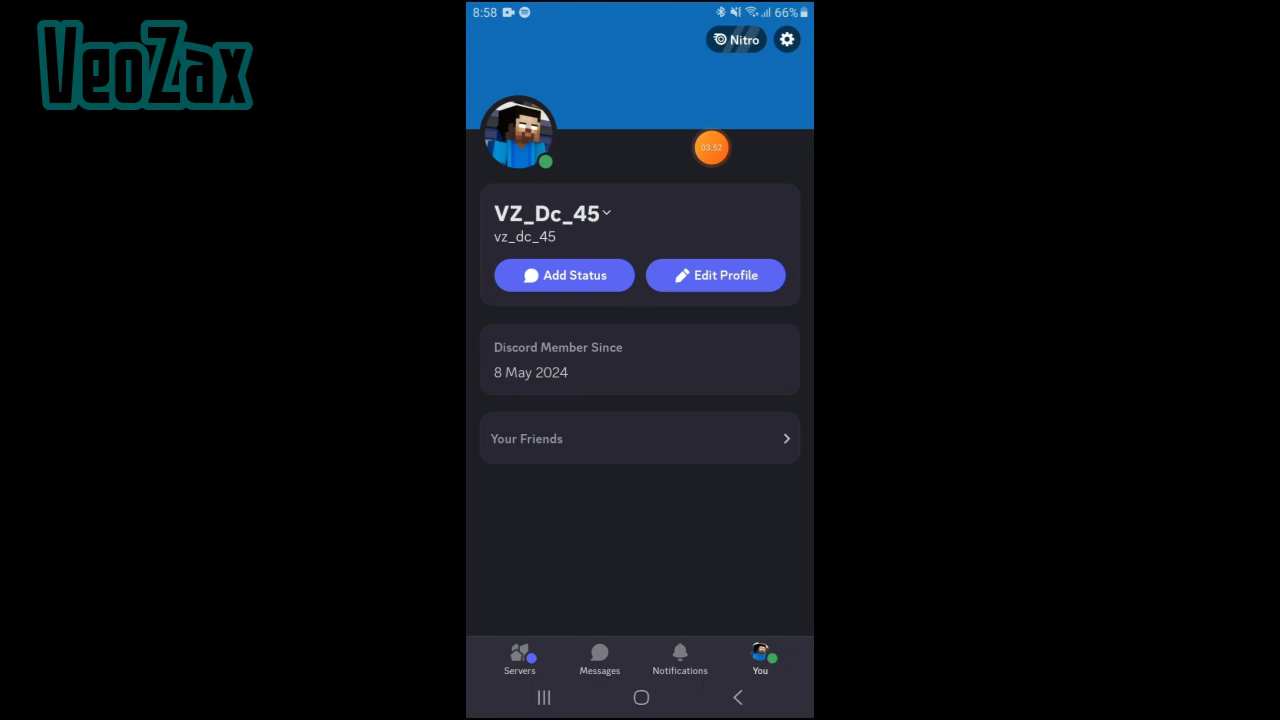 VeoZax
8:58
66%
Nitro
03:52
VZ_Dc_45
vz_dc_45
Add Status
Edit Profile
Discord Member Since
8 May 2024
Your Friends
Servers
Messages
Notifications
You